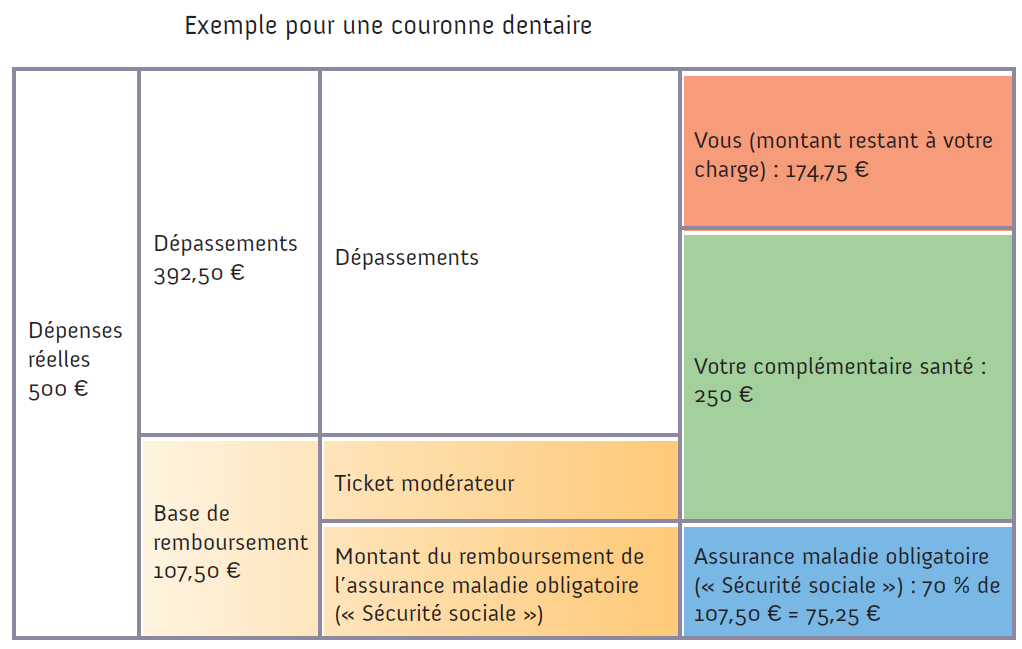 Exemple pour une couronne dentaire
Dépenses
réelles
500 €
Dépassements
392,50 €
Base de
remboursement
107,50 €
Dépassements
Ticket modérateur
Montant du remboursement de
l’assurance maladie obligatoire
(« Sécurité sociale »)
Vous (montant restant à votre
charge) : 174,75 €
Votre complémentaire santé :
250 €
Assurance maladie obligatoire
(« Sécurité sociale ») : 70 % de
107,50 € = 75,25 €